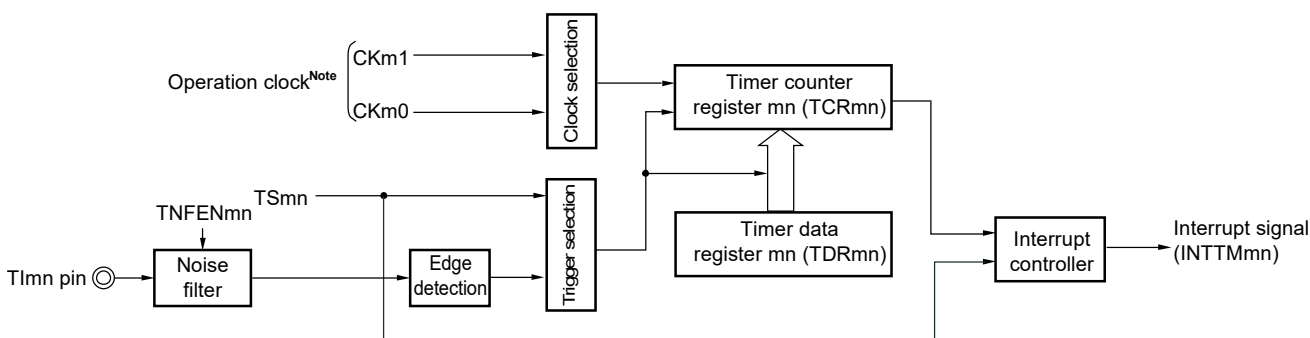 CKm1
Operation clockNote
CKm0
Clock selection
Timer counter
register mn (TCRmn)
TSmn
TNFENmn
TImn pin
Noise
filter
Edge
detection
Trigger selection
Timer data
register mn (TDRmn)
Interrupt
controller
Interrupt signal
(INTTMmn)